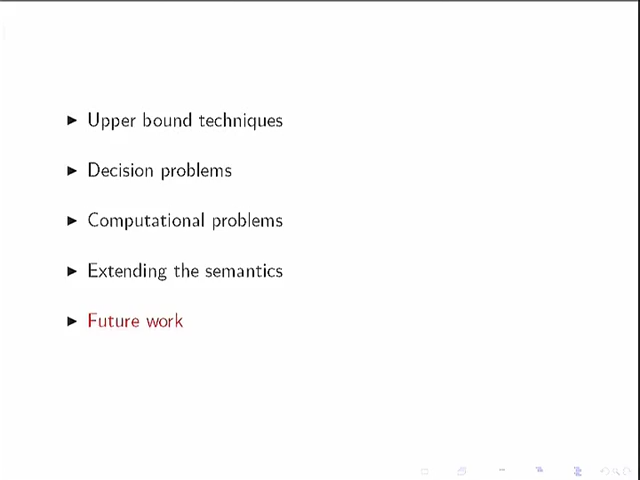 Upper bound techniques
Decision problems
Computational problems
Extending the semantics
Future work